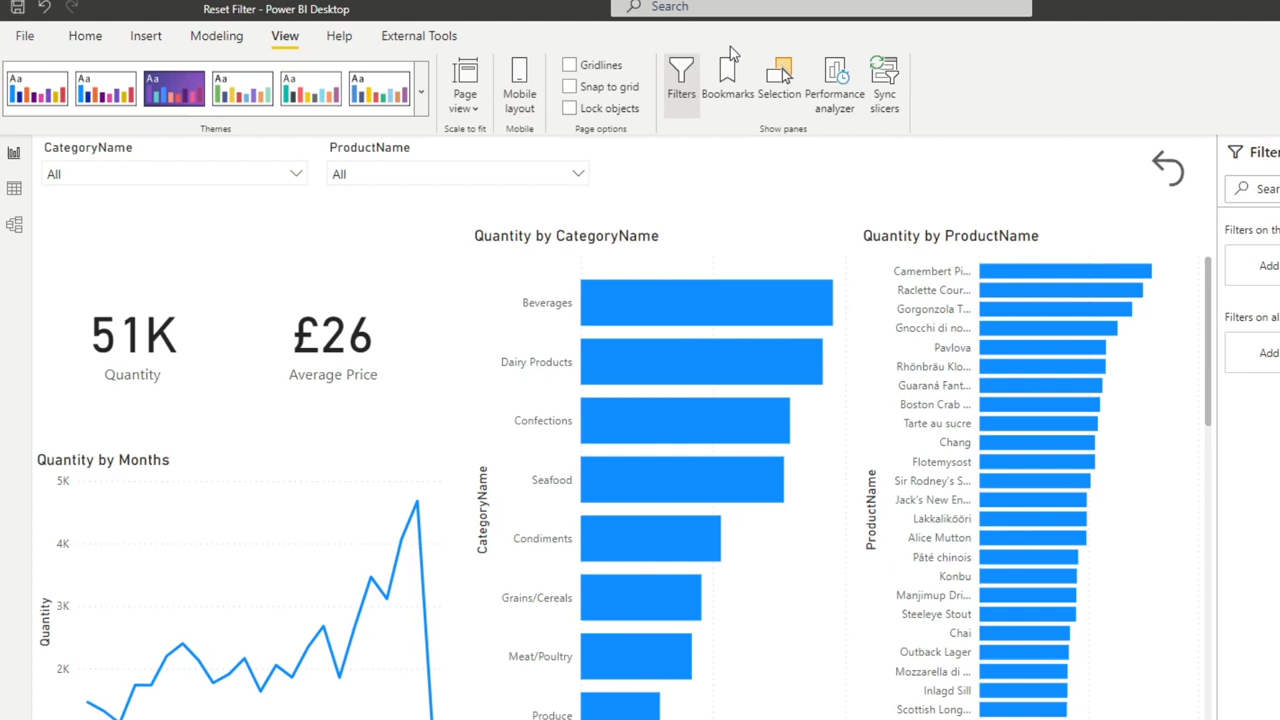 Reset Filter - Power BI Desktop
Search
File Home Insert Modeling View Help External Tools
Aa Aa Aa Aa Aa Aa
Page view
Mobile layout
Gridlines
Snap to grid
Lock objects
Filters
Bookmarks
Selection
Performance analyzer
Sync slicers
Themes
Scale to fit
Mobile
Page options
Show panes
CategoryName
All
ProductName
All
51K
Quantity
£26
Average Price
Quantity by Months
5K
4K
3K
2K
Quantity
Quantity by CategoryName
CategoryName
Beverages
Dairy Products
Confections
Seafood
Condiments
Grains/Cereals
Meat/Poultry
Produce
Quantity by ProductName
ProductName
Camembert Pi...
Raclette Cour...
Gorgonzola T...
Gnocchi di no...
Pavlova
Rhönbräu Klo...
Guaraná Fant...
Boston Crab ...
Tarte au sucre
Chang
Flotemysost
Sir Rodney's S...
Jack's New En...
Lakkalikööri
Alice Mutton
Pâté chinois
Konbu
Manjimup Dri...
Steeleye Stout
Chai
Outback Lager
Mozzarella di ...
Inlagd Sill
Scottish Long...
Filter
Sear
Filters on th
Add
Filters on al
Add